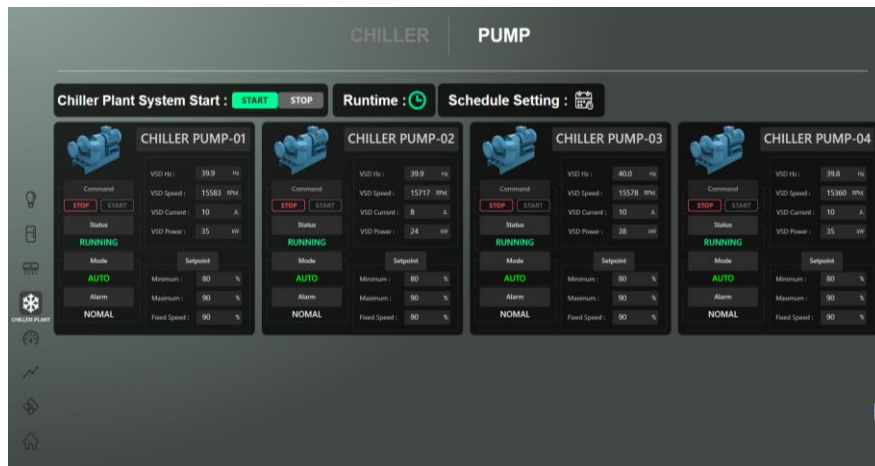 CHILLER PUMP
Chiller Plant System Start : START STOP Runtime : Schedule Setting :
CHILLER PUMP-01
VSD Hz : 39.9 Hz
Command
VSD Speed : 15583 RPM
STOP START
VSD Current : 10 A
Status
VSD Power : 35 kW
RUNNING
Mode Setpoint
AUTO Minimum : 80 %
Alarm Maximum : 90 %
NOMAL Fixed Speed : 90 %
CHILLER PUMP-02
VSD Hz : 39.9 Hz
Command
VSD Speed : 15717 RPM
STOP START
VSD Current : 8 A
Status
VSD Power : 24 kW
RUNNING
Mode Setpoint
AUTO Minimum : 80 %
Alarm Maximum : 90 %
NOMAL Fixed Speed : 90 %
CHILLER PUMP-03
VSD Hz : 40.0 Hz
Command
VSD Speed : 15578 RPM
STOP START
VSD Current : 10 A
Status
VSD Power : 38 kW
RUNNING
Mode Setpoint
AUTO Minimum : 80 %
Alarm Maximum : 90 %
NOMAL Fixed Speed : 90 %
CHILLER PUMP-04
VSD Hz : 39.8 Hz
Command
VSD Speed : 15360 RPM
STOP START
VSD Current : 10 A
Status
VSD Power : 35 kW
RUNNING
Mode Setpoint
AUTO Minimum : 80 %
Alarm Maximum : 90 %
NOMAL Fixed Speed : 90 %
CHILLER PLANT